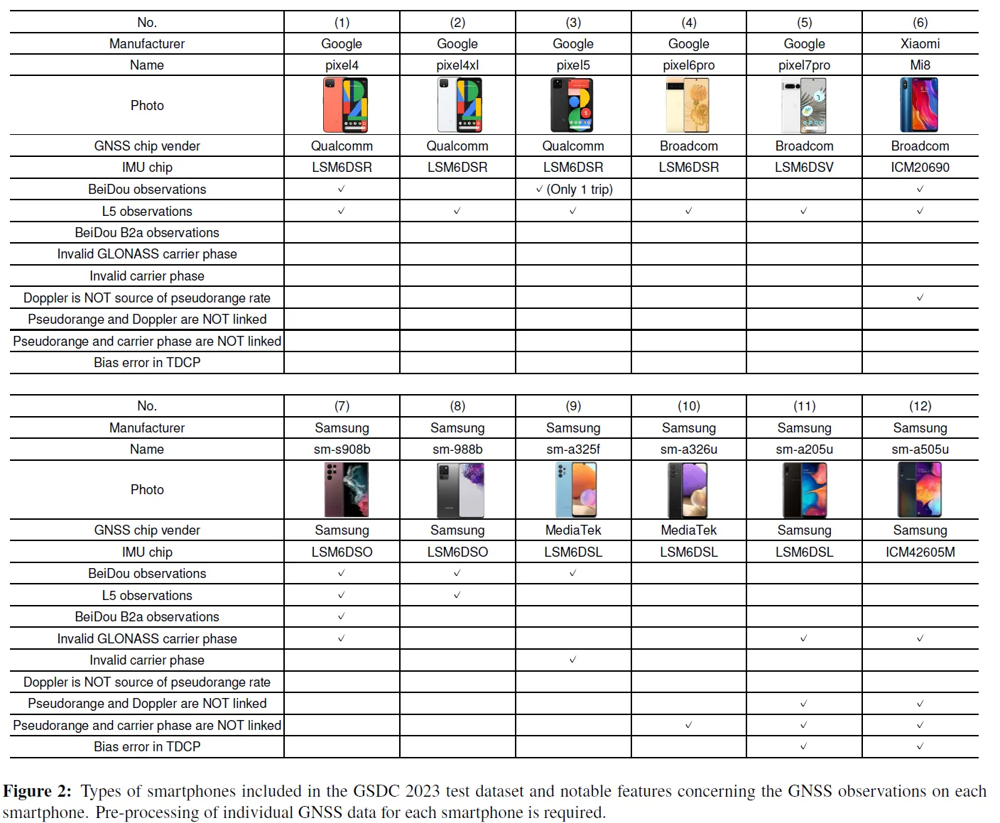 No. (1) (2) (3) (4) (5) (6)
Manufacturer Google Google Google Google Google Xiaomi
Name pixel4 pixel4xl pixel5 pixel6pro pixel7pro Mi8
Photo
GNSS chip vender Qualcomm Qualcomm Qualcomm Broadcom Broadcom Broadcom
IMU chip LSM6DSR LSM6DSR LSM6DSR LSM6DSR LSM6DSV ICM20690
BeiDou observations ✓ ✓ (Only 1 trip) ✓
L5 observations ✓ ✓ ✓ ✓ ✓ ✓
BeiDou B2a observations
Invalid GLONASS carrier phase
Invalid carrier phase
Doppler is NOT source of pseudorange rate ✓
Pseudorange and Doppler are NOT linked
Pseudorange and carrier phase are NOT linked
Bias error in TDCP
No. (7) (8) (9) (10) (11) (12)
Manufacturer Samsung Samsung Samsung Samsung Samsung Samsung
Name sm-s908b sm-988b sm-a325f sm-a326u sm-a205u sm-a505u
Photo
GNSS chip vender Samsung Samsung MediaTek MediaTek Samsung Samsung
IMU chip LSM6DSO LSM6DSO LSM6DSL LSM6DSL LSM6DSL ICM42605M
BeiDou observations ✓ ✓ ✓
L5 observations ✓ ✓
BeiDou B2a observations ✓
Invalid GLONASS carrier phase ✓ ✓ ✓
Invalid carrier phase ✓
Doppler is NOT source of pseudorange rate
Pseudorange and Doppler are NOT linked ✓ ✓
Pseudorange and carrier phase are NOT linked ✓ ✓ ✓
Bias error in TDCP ✓ ✓
Figure 2: Types of smartphones included in the GSDC 2023 test dataset and notable features concerning the GNSS observations on each
smartphone. Pre-processing of individual GNSS data for each smartphone is required.